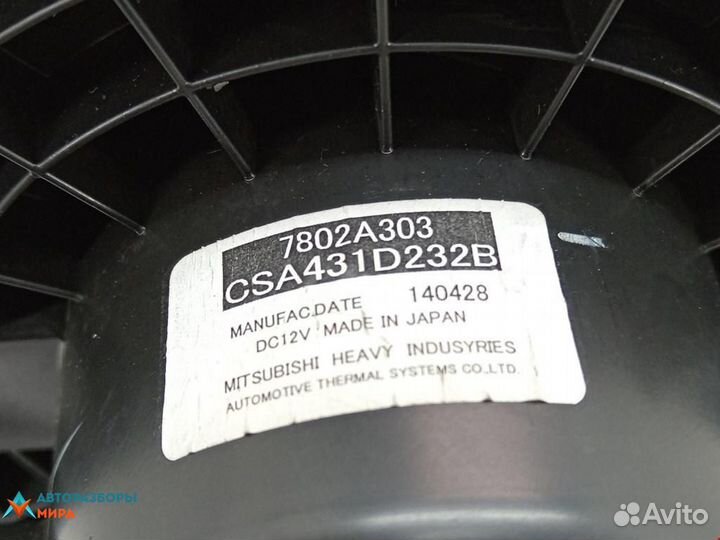 7802A303
CSA431D232B
MANUFAC.DATE 140428
DC12V MADE IN JAPAN
MITSUBISHI HEAVY INDUSYRIES
AUTOMOTIVE THERMAL SYSTEMS CO.,LTD.
АВТОРАЗБОРЫ
МИРА
Avito